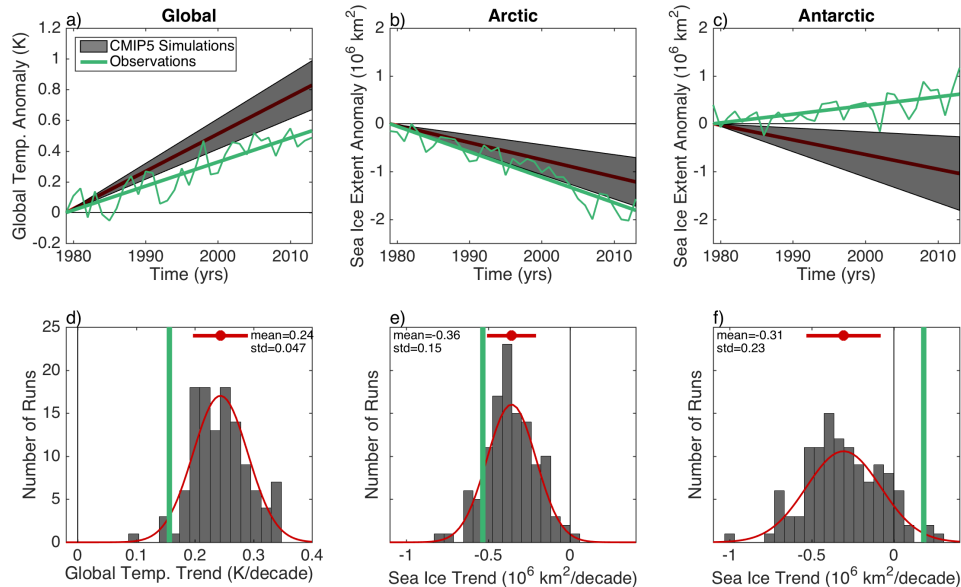 Global
Arctic
Antarctic
a)
b)
c)
CMIP5 Simulations
Observations
Global Temp. Anomaly (K)
1.2
1
0.8
0.6
0.4
0.2
0
-0.2
1980
1990
2000
2010
Time (yrs)
Sea Ice Extent Anomaly (10⁶ km²)
2
1
0
-1
-2
1980
1990
2000
2010
Time (yrs)
Sea Ice Extent Anomaly (10⁶ km²)
2
1
0
-1
-2
1980
1990
2000
2010
Time (yrs)
d)
mean=0.24
std=0.047
Number of Runs
25
20
15
10
5
0
0
0.1
0.2
0.3
0.4
Global Temp. Trend (K/decade)
e)
mean=-0.36
std=0.15
Number of Runs
-1
-0.5
0
Sea Ice Trend (10⁶ km²/decade)
f)
mean=-0.31
std=0.23
Number of Runs
-1
-0.5
0
Sea Ice Trend (10⁶ km²/decade)